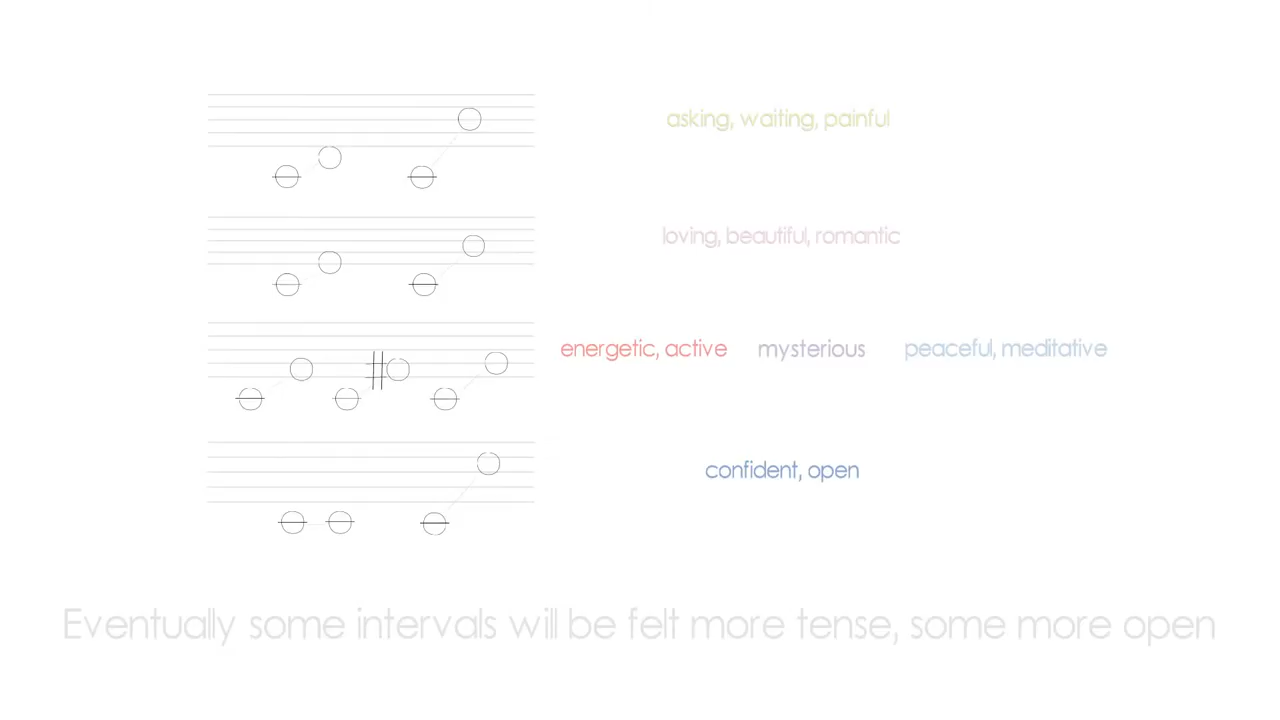 asking, waiting, painful
loving, beautiful, romantic
energetic, active mysterious peaceful, meditative
confident, open
Eventually some intervals will be felt more tense, some more open